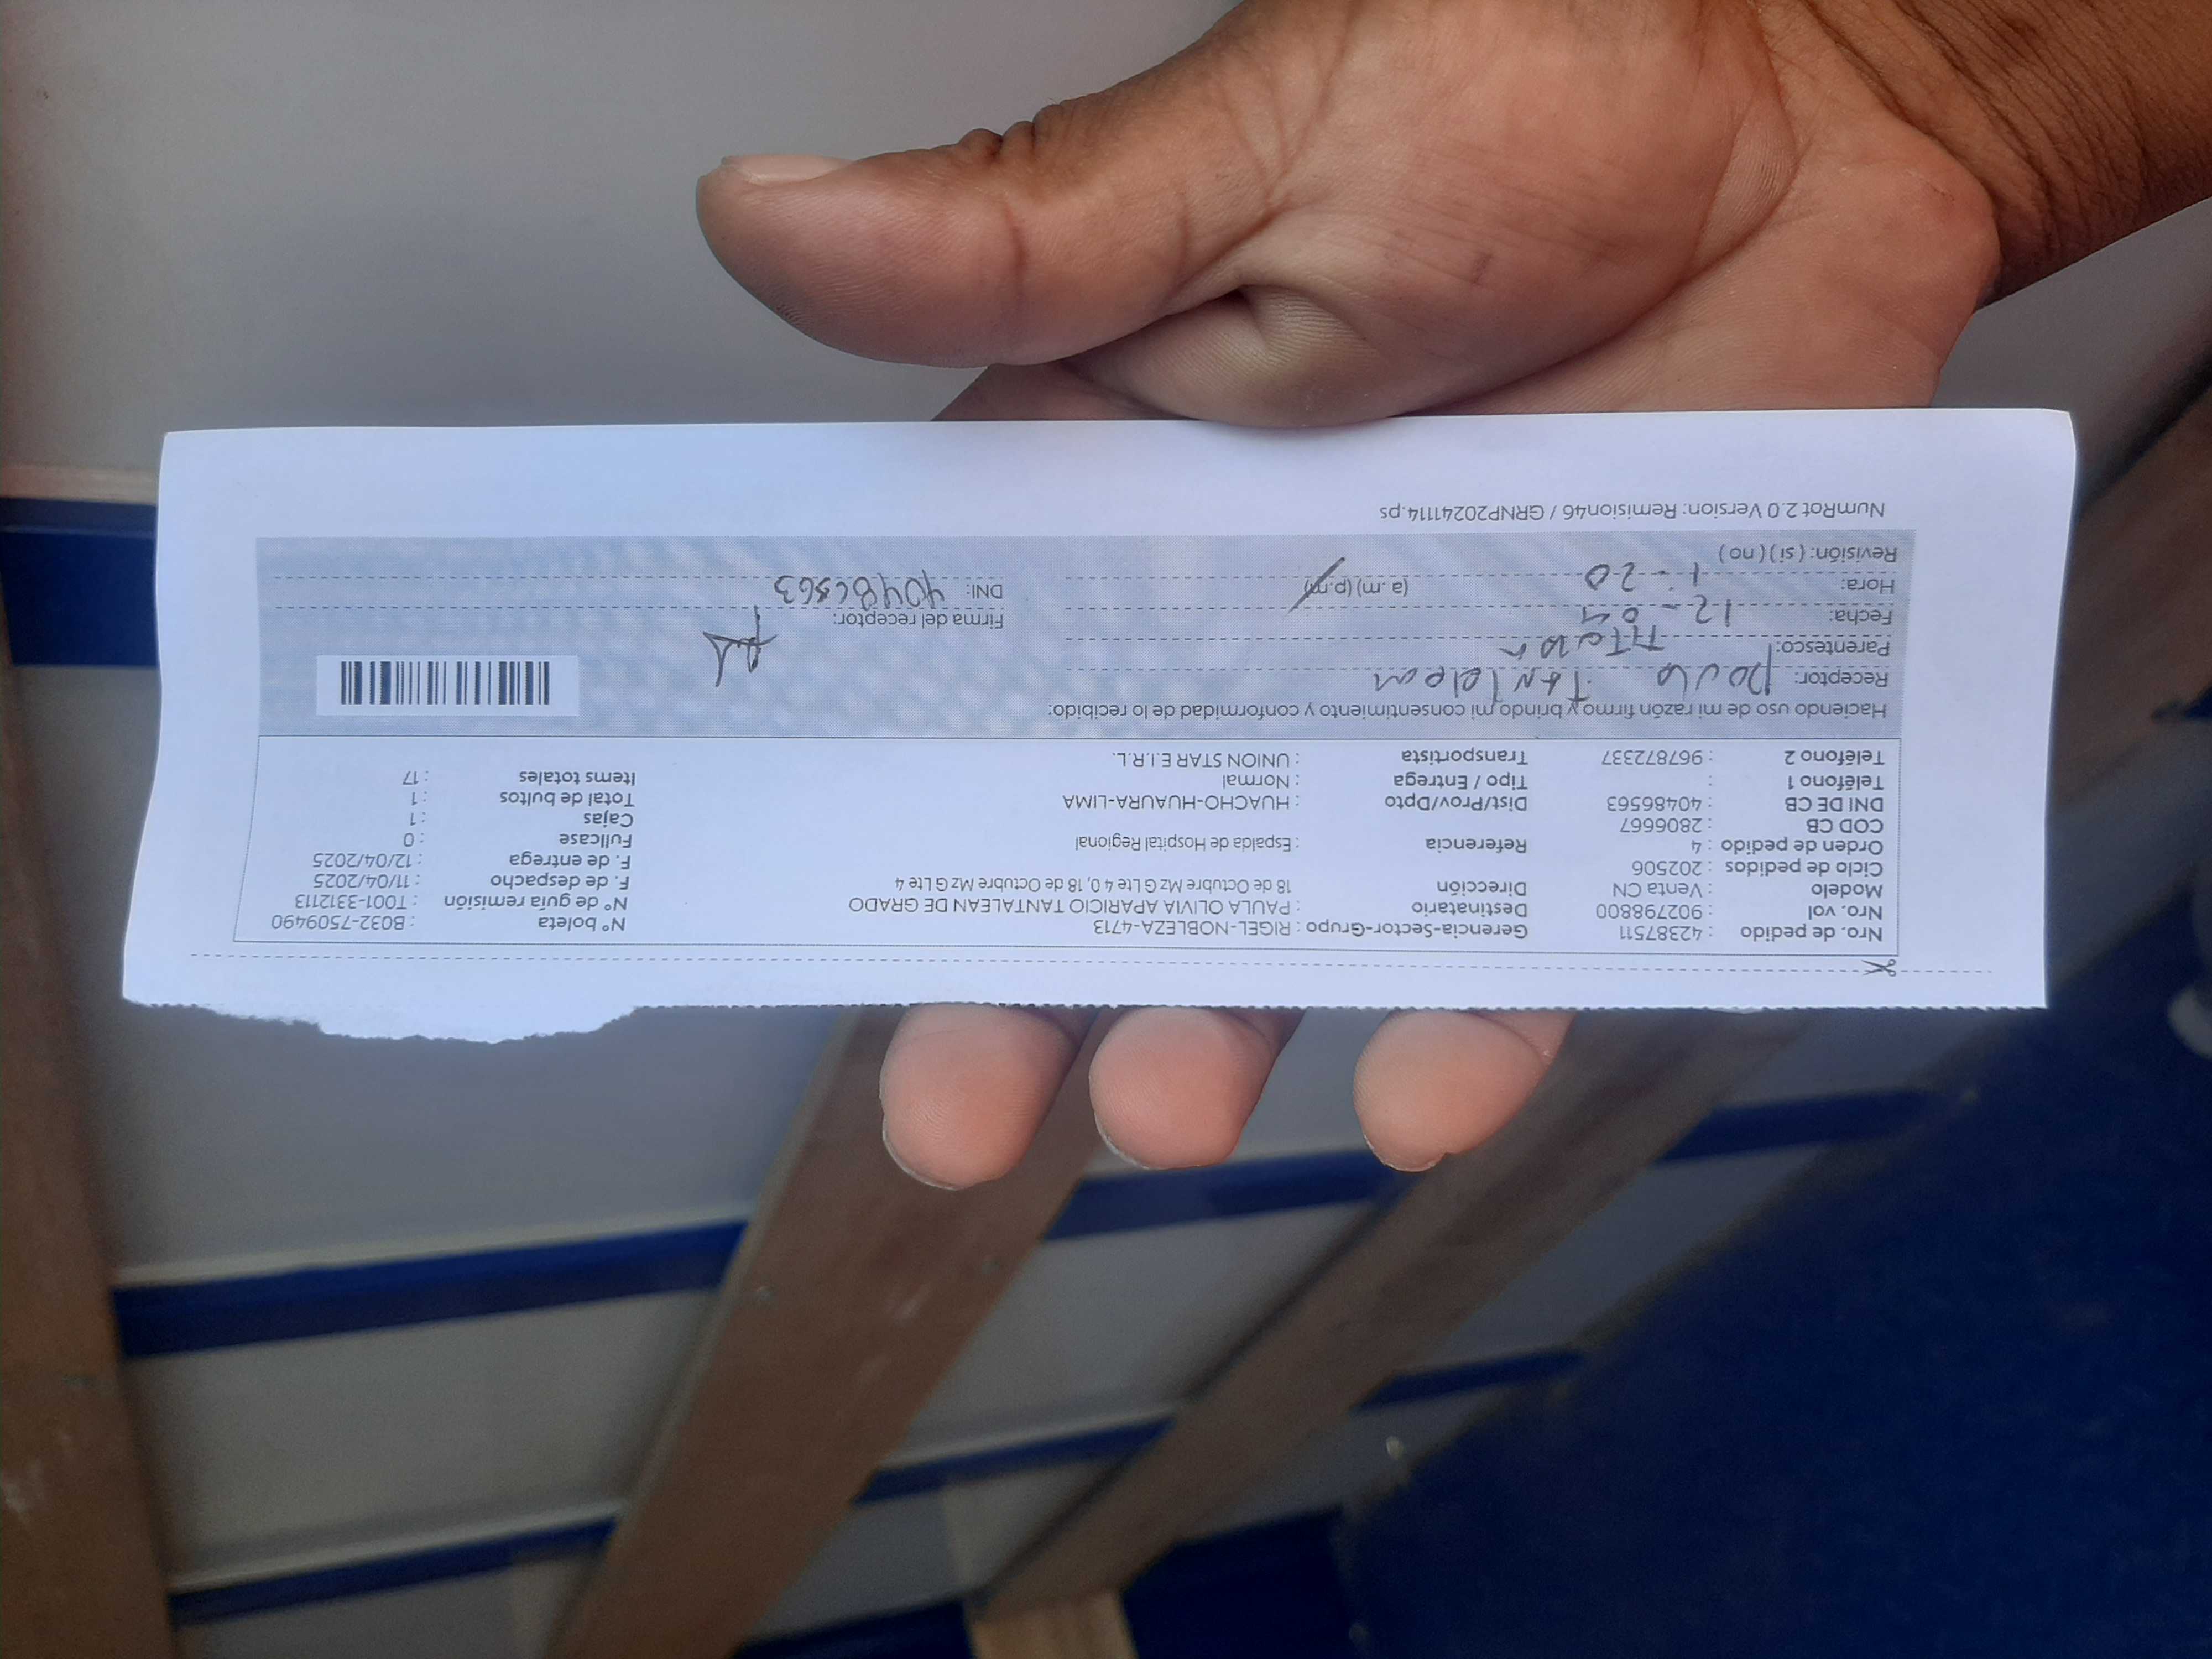 Nro. de pedido : 42387511 Gerencia-Sector-Grupo : RIGEL-NOBLEZA-4713 N° boleta : B032-7509490
Nro. vol : 902798800 Destinatario : PAULA OLIVIA APARICIO TANTALEAN DE GRADO N° de guía remisión : T001-3312113
Modelo : Venta CN Dirección 18 de Octubre Mz G Lte 4 0, 18 de Octubre Mz G Lte 4 F. de despacho : 11/04/2025
Ciclo de pedidos : 202506 F. de entrega : 12/04/2025
Orden de pedido : 4 Referencia : Espalda de Hospital Regional Fullcase : 0
COD CB : 2806667 Cajas : 1
DNI DE CB : 40486563 Dist/Prov/Dpto : HUACHO-HUAURA-LIMA Total de bultos : 1
Teléfono 1 : Tipo / Entrega : Normal Items totales : 17
Teléfono 2 : 967872337 Transportista : UNION STAR E.I.R.L.
Haciendo uso de mi razón firmo y brindo mi consentimiento y conformidad de lo recibido:
Receptor: Paula Tantalean
Parentesco: Titular
Fecha: 12-04 Firma del receptor:
Hora: 1-20 (a.m) (p.m) DNI: 40486563
Revisión: ( si ) ( no )
NumRot 2.0 Version: Remision46 / GRNP20241114.ps